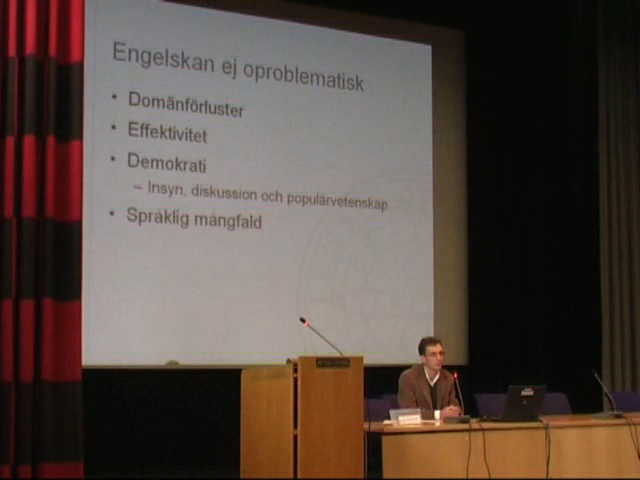 Engelskan ej oproblematisk
• Domänförluster
• Effektivitet
• Demokrati
– Insyn, diskussion och populärvetenskap
• Språklig mångfald